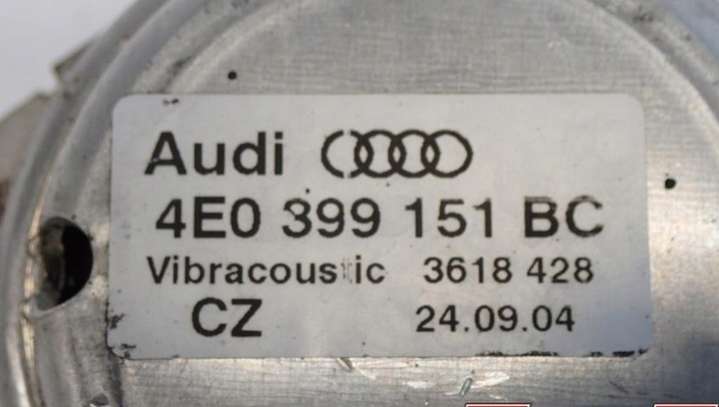 Audi
4E0 399 151 BC
Vibracoustic 3618 428
CZ 24.09.04